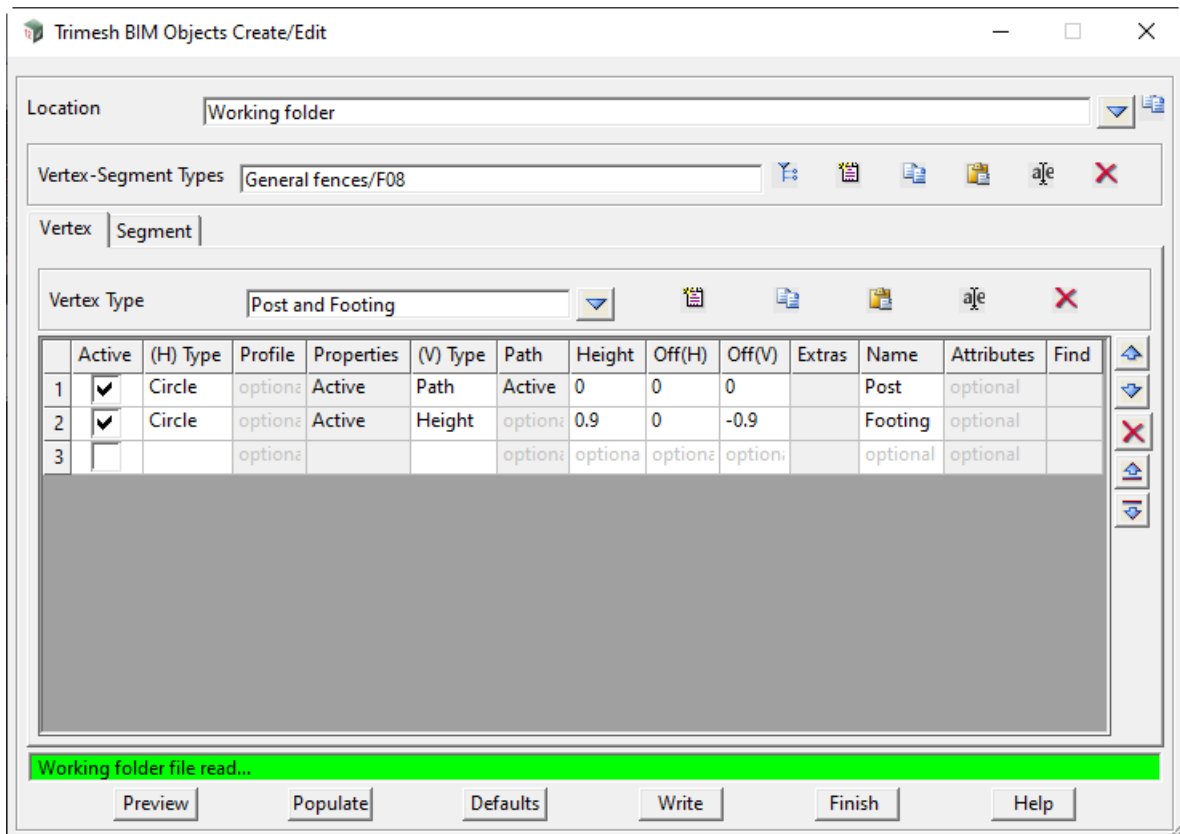 Trimesh BIM Objects Create/Edit
Location Working folder
Vertex-Segment Types General fences/F08
Vertex Segment
Vertex Type Post and Footing
Active (H) Type Profile Properties (V) Type Path Height Off(H) Off(V) Extras Name Attributes Find
1 Circle optiona Active Path Active 0 0 0 Post optional
2 Circle optiona Active Height optiona 0.9 0 -0.9 Footing optional
3 optiona optiona optiona optiona option optional optional
Working folder file read...
Preview Populate Defaults Write Finish Help